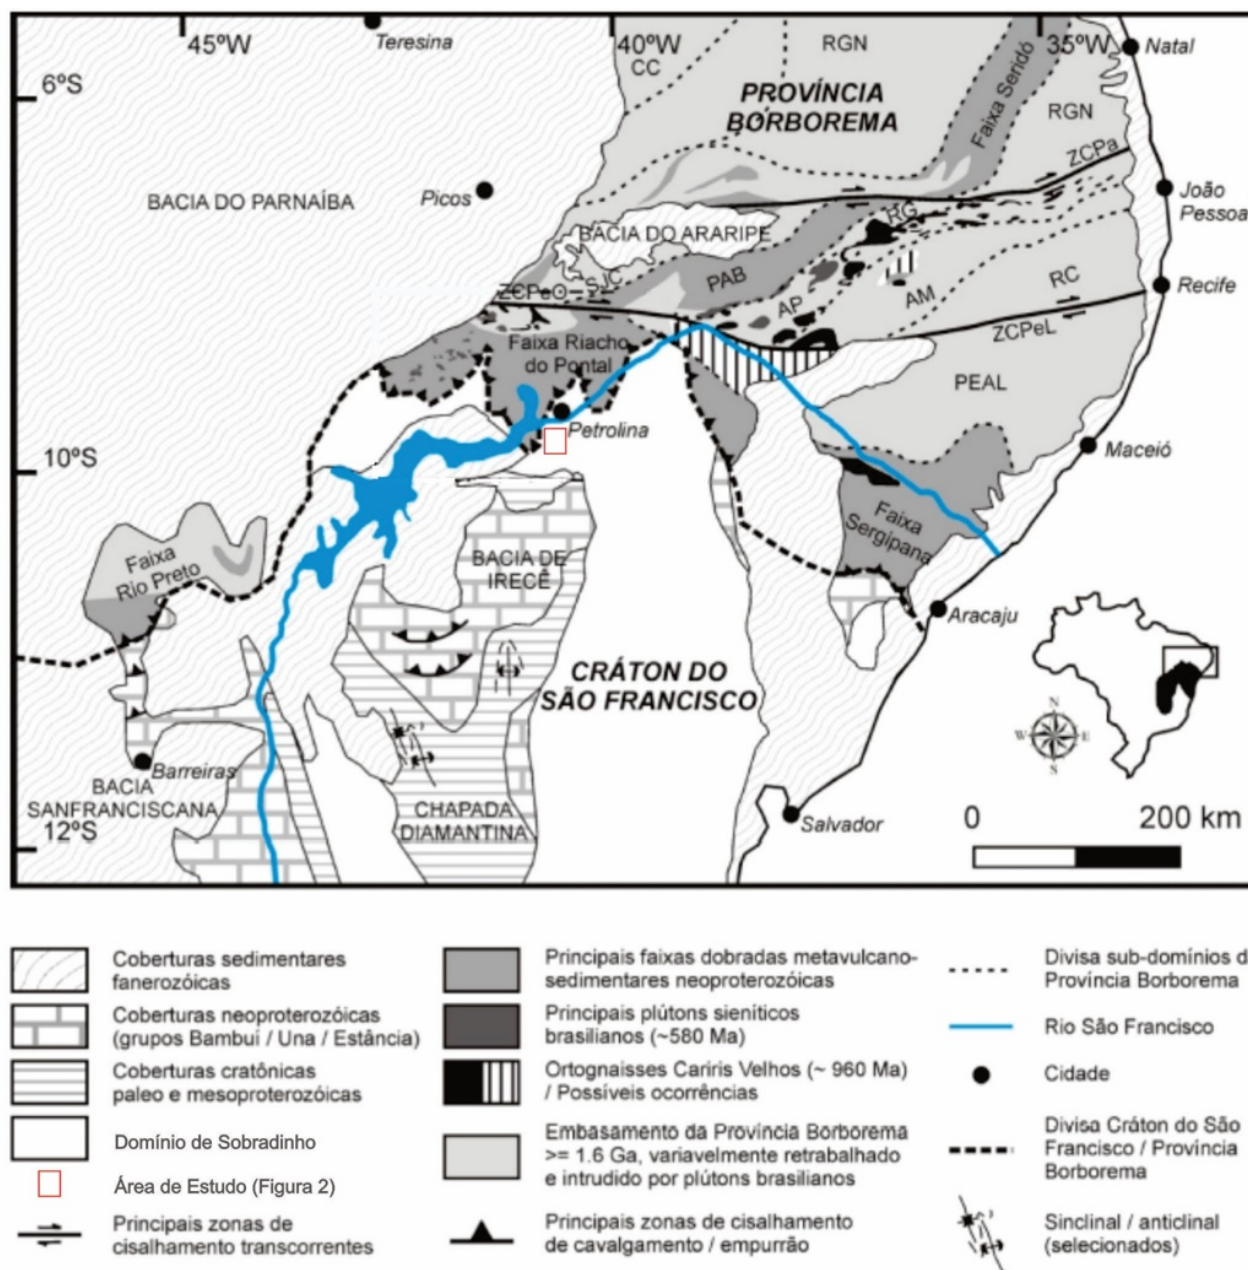 45ºW
40ºW
35ºW
Teresina
CC
RGN
Natal
6ºS
PROVÍNCIA
BORBOREMA
Faixa Seridó
RGN
ZCPa
BACIA DO PARNAÍBA
Picos
João
Pessoa
RG
BACIA DO ARARIPE
SJC
PAB
ZCPeO
AP
AM
RC
Recife
ZCPeL
Faixa Riacho
do Pontal
PEAL
Petrolina
Maceió
10ºS
Faixa
Sergipana
Faixa
Rio Preto
BACIA DE
IRECÊ
Aracaju
CRÁTON DO
SÃO FRANCISCO
N
W
E
S
Barreiras
BACIA
SANFRANCISCANA
CHAPADA
DIAMANTINA
Salvador
0
200 km
12ºS
Coberturas sedimentares
fanerozóicas
Coberturas neoproterozóicas
(grupos Bambuí / Una / Estância)
Coberturas cratônicas
paleo e mesoproterozóicas
Domínio de Sobradinho
Área de Estudo (Figura 2)
Principais zonas de
cisalhamento transcorrentes
Principais faixas dobradas metavulcano-
sedimentares neoproterozóicas
Principais plútons sieníticos
brasilianos (~580 Ma)
Ortognaisses Cariris Velhos (~ 960 Ma)
/ Possíveis ocorrências
Embasamento da Província Borborema
>= 1.6 Ga, variavelmente retrabalhado
e intrudido por plútons brasilianos
Principais zonas de cisalhamento
de cavalgamento / empurrão
Divisa sub-domínios d
Província Borborema
Rio São Francisco
Cidade
Divisa Cráton do São
Francisco / Província
Borborema
Sinclinal / anticlinal
(selecionados)